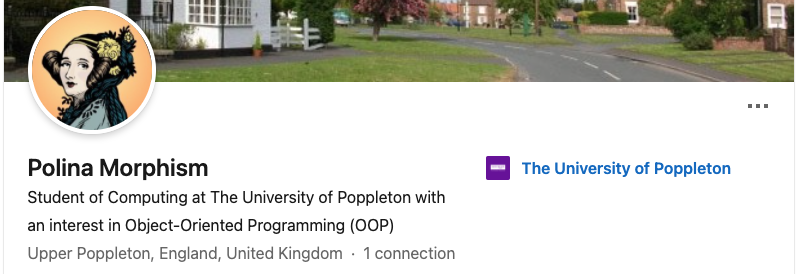 Polina Morphism
The University of Poppleton
Student of Computing at The University of Poppleton with
an interest in Object-Oriented Programming (OOP)
Upper Poppleton, England, United Kingdom · 1 connection